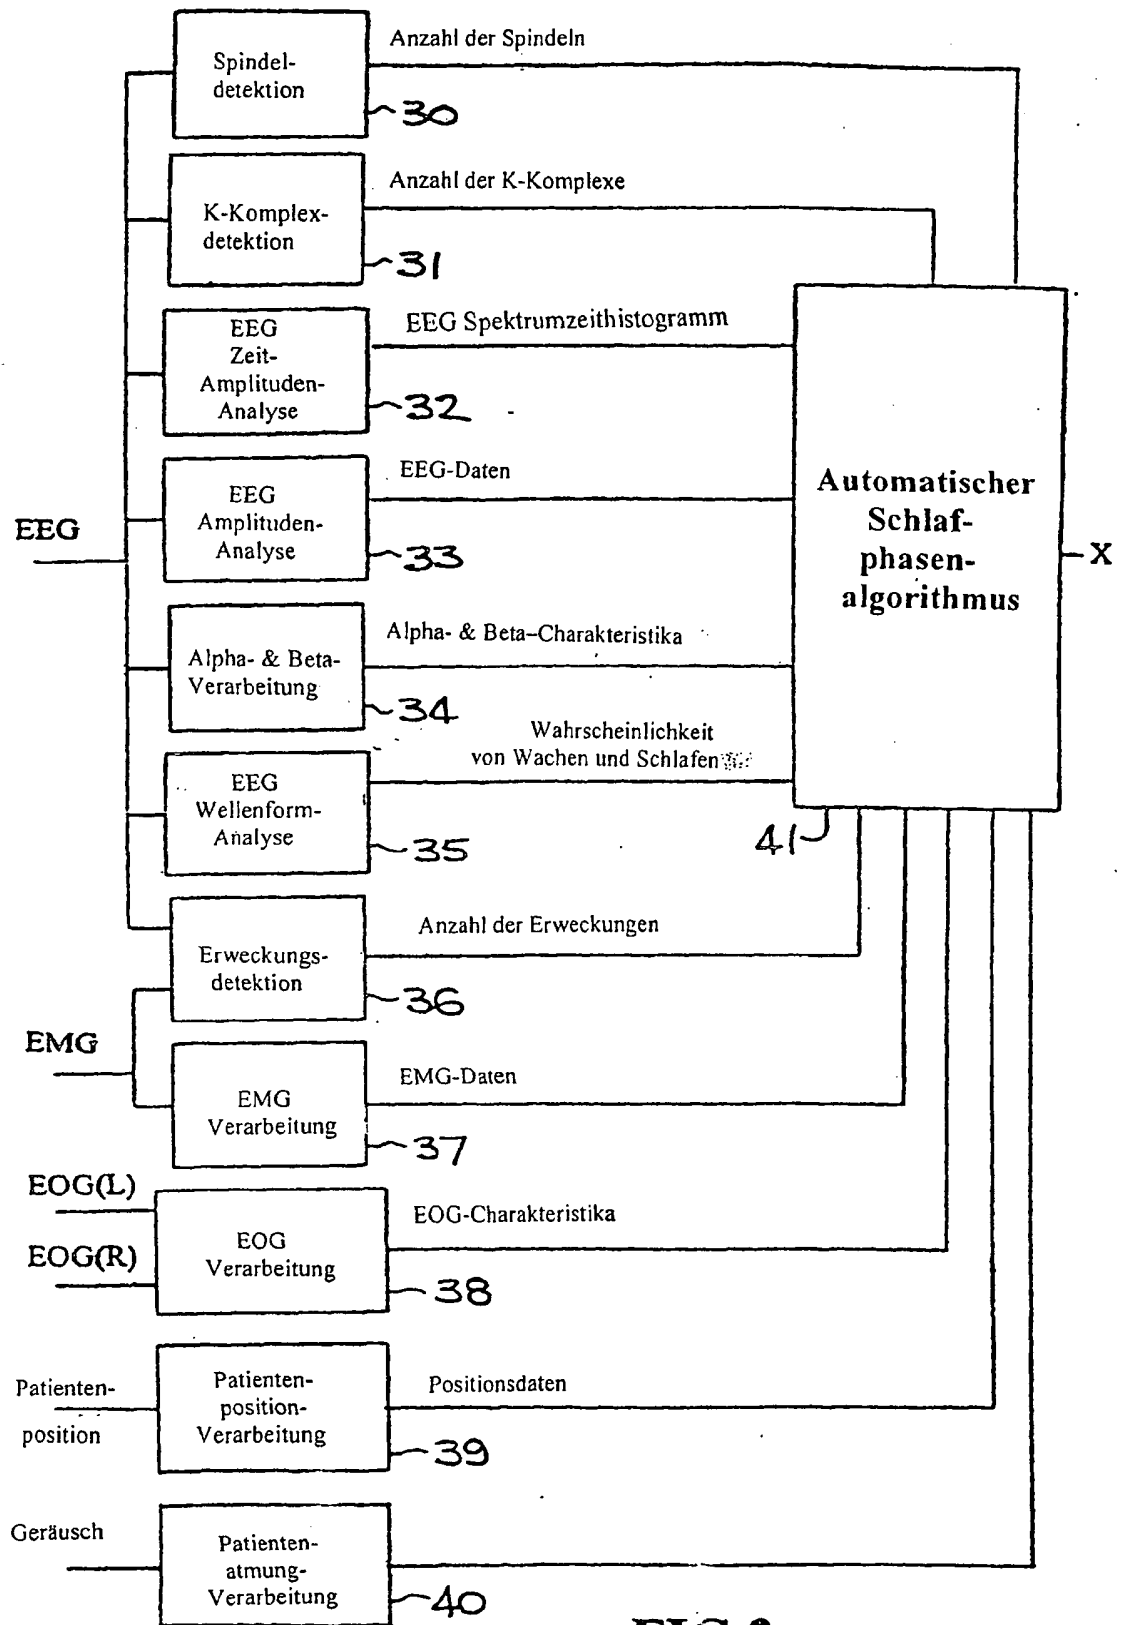 Spindel-
detektion
Anzahl der Spindeln
30
K-Komplex-
detektion
Anzahl der K-Komplexe
31
EEG
Zeit-
Amplituden-
Analyse
EEG Spektrumzeithistogramm
32
EEG
Amplituden-
Analyse
EEG-Daten
33
EEG
Alpha- & Beta-
Verarbeitung
Alpha- & Beta-Charakteristika
34
EEG
Wellenform-
Analyse
Wahrscheinlichkeit
von Wachen und Schlafen
35
Automatischer
Schlaf-
phasen-
algorithmus
X
41
Erweckungs-
detektion
Anzahl der Erweckungen
36
EMG
EMG
Verarbeitung
EMG-Daten
37
EOG(L)
EOG(R)
EOG
Verarbeitung
EOG-Charakteristika
38
Patienten-
position
Patienten-
position-
Verarbeitung
Positionsdaten
39
Geräusch
Patienten-
atmung-
Verarbeitung
40